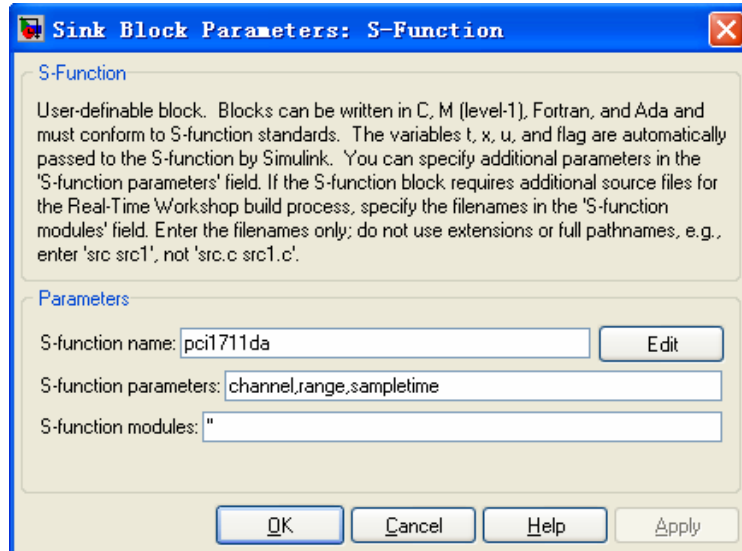 Sink Block Parameters: S-Function
S-Function
User-definable block.  Blocks can be written in C, M (level-1), Fortran, and Ada and
must conform to S-function standards.  The variables t, x, u, and flag are automatically
passed to the S-function by Simulink.  You can specify additional parameters in the
'S-function parameters' field. If the S-function block requires additional source files for
the Real-Time Workshop build process, specify the filenames in the 'S-function
modules' field. Enter the filenames only; do not use extensions or full pathnames, e.g.,
enter 'src src1', not 'src.c src1.c'.
Parameters
S-function name: pci1711da Edit
S-function parameters: channel,range,sampletime
S-function modules: ''
OK Cancel Help Apply